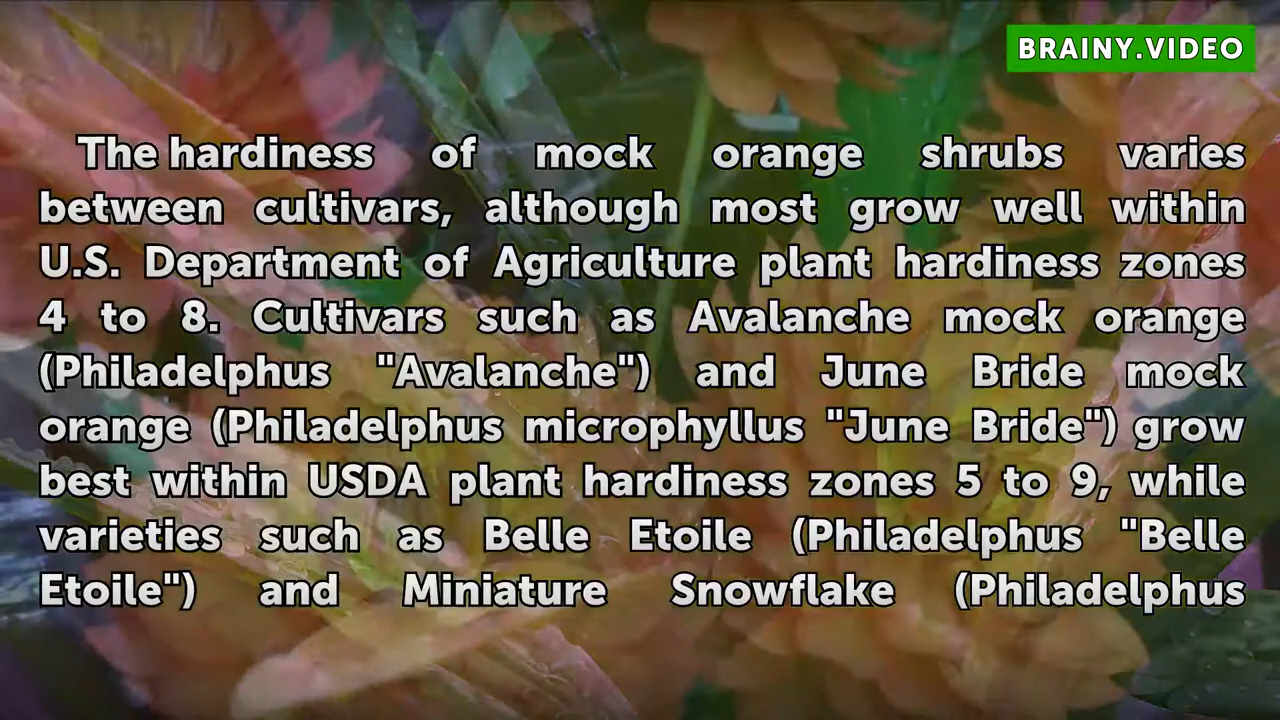 BRAINY.VIDEO
The hardiness of mock orange shrubs varies
between cultivars, although most grow well within
U.S. Department of Agriculture plant hardiness zones
4 to 8. Cultivars such as Avalanche mock orange
(Philadelphus "Avalanche") and June Bride mock
orange (Philadelphus microphyllus "June Bride") grow
best within USDA plant hardiness zones 5 to 9, while
varieties such as Belle Etoile (Philadelphus "Belle
Etoile") and Miniature Snowflake (Philadelphus